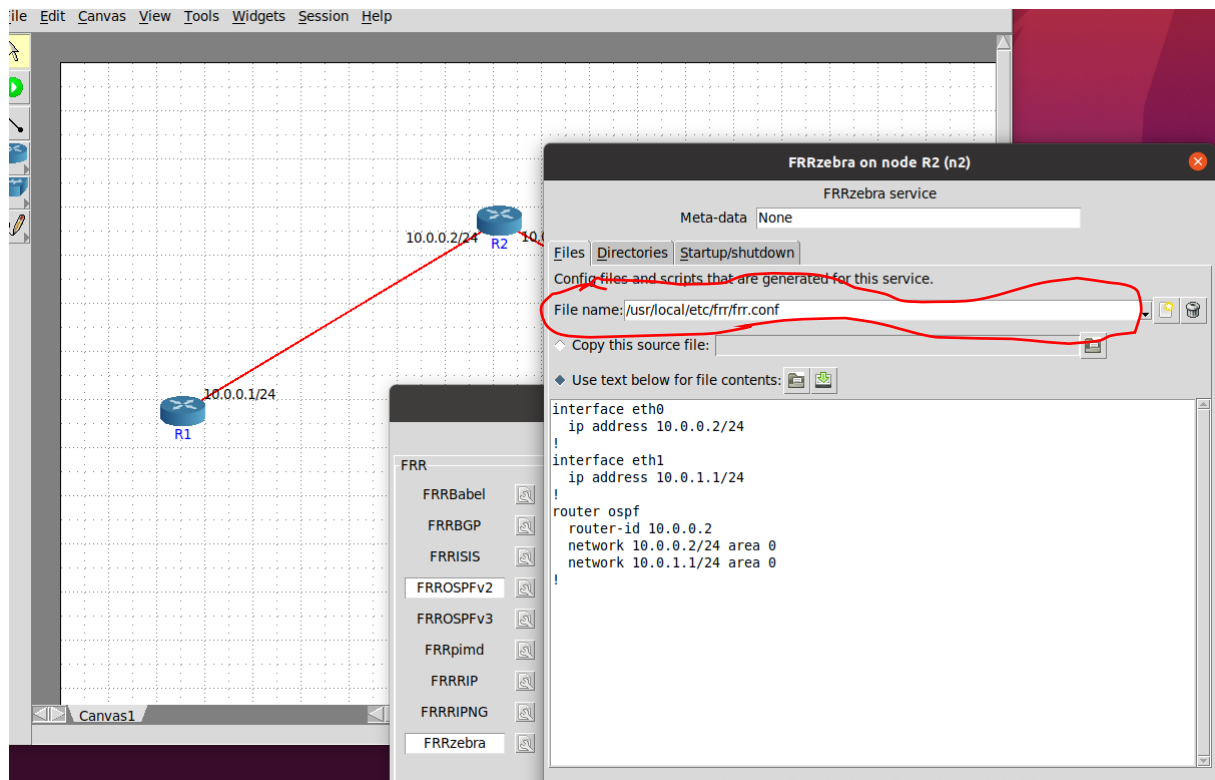 ile Edit Canvas View Tools Widgets Session Help
FRRzebra on node R2 (n2)
FRRzebra service
Meta-data None
Files Directories Startup/shutdown
Config files and scripts that are generated for this service.
File name: /usr/local/etc/frr/frr.conf
Copy this source file:
Use text below for file contents:
interface eth0
ip address 10.0.0.2/24
!
interface eth1
ip address 10.0.1.1/24
!
router ospf
router-id 10.0.0.2
network 10.0.0.2/24 area 0
network 10.0.1.1/24 area 0
!
10.0.0.2/24
R2
10.0.0.1/24
R1
FRR
FRRBabel
FRRBGP
FRRISIS
FRROSPFv2
FRROSPFv3
FRRpimd
FRRRIP
FRRRIPNG
FRRzebra
Canvas1